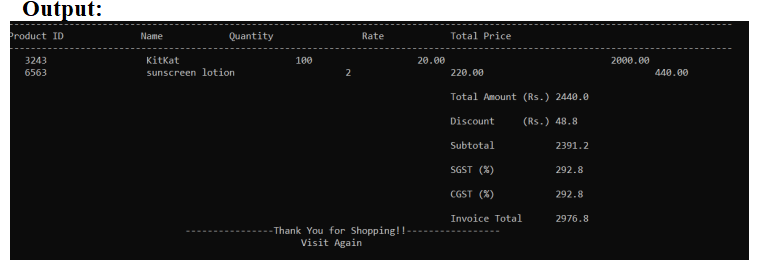 Output:
--------------------------------------------------------------------------------------------------------------------------------
Product ID Name Quantity Rate Total Price
--------------------------------------------------------------------------------------------------------------------------------
3243 KitKat 100 20.00 2000.00
6563 sunscreen lotion 2 220.00 440.00
Total Amount (Rs.) 2440.0
Discount (Rs.) 48.8
Subtotal 2391.2
SGST (%) 292.8
CGST (%) 292.8
Invoice Total 2976.8
----------------Thank You for Shopping!!-----------------
Visit Again